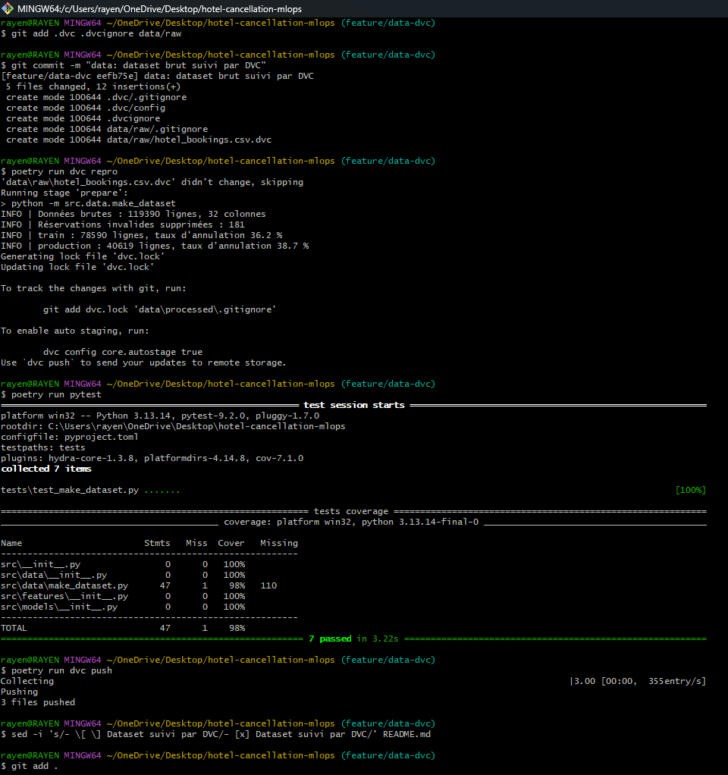 MINGW64:/c/Users/rayen/OneDrive/Desktop/hotel-cancellation-mlops
rayen@RAYEN MINGW64 ~/OneDrive/Desktop/hotel-cancellation-mlops (feature/data-dvc)
$ git add .dvc .dvcignore data/raw
rayen@RAYEN MINGW64 ~/OneDrive/Desktop/hotel-cancellation-mlops (feature/data-dvc)
$ git commit -m "data: dataset brut suivi par DVC"
[feature/data-dvc eefb75e] data: dataset brut suivi par DVC
5 files changed, 12 insertions(+)
create mode 100644 .dvc/.gitignore
create mode 100644 .dvc/config
create mode 100644 .dvcignore
create mode 100644 data/raw/.gitignore
create mode 100644 data/raw/hotel_bookings.csv.dvc
rayen@RAYEN MINGW64 ~/OneDrive/Desktop/hotel-cancellation-mlops (feature/data-dvc)
$ poetry run dvc repro
'data\raw\hotel_bookings.csv.dvc' didn't change, skipping
Running stage 'prepare':
> python -m src.data.make_dataset
INFO | Données brutes : 119390 lignes, 32 colonnes
INFO | Réservations invalides supprimées : 181
INFO | train : 78590 lignes, taux d'annulation 36.2 %
INFO | production : 40619 lignes, taux d'annulation 38.7 %
Generating lock file 'dvc.lock'
Updating lock file 'dvc.lock'
To track the changes with git, run:
git add dvc.lock 'data\processed\.gitignore'
To enable auto staging, run:
dvc config core.autostage true
Use `dvc push` to send your updates to remote storage.
rayen@RAYEN MINGW64 ~/OneDrive/Desktop/hotel-cancellation-mlops (feature/data-dvc)
$ poetry run pytest
test session starts
platform win32 -- Python 3.13.14, pytest-9.2.0, pluggy-1.7.0
rootdir: C:\Users\rayen\OneDrive\Desktop\hotel-cancellation-mlops
configfile: pyproject.toml
testpaths: tests
plugins: hydra-core-1.3.8, platformdirs-4.14.8, cov-7.1.0
collected 7 items
tests\test_make_dataset.py ....... [100%]
tests coverage
coverage: platform win32, python 3.13.14-final-0
Name Stmts Miss Cover Missing
src\__init__.py 0 0 100%
src\data\__init__.py 0 0 100%
src\data\make_dataset.py 47 1 98% 110
src\features\__init__.py 0 0 100%
src\models\__init__.py 0 0 100%
TOTAL 47 1 98%
7 passed in 3.22s
rayen@RAYEN MINGW64 ~/OneDrive/Desktop/hotel-cancellation-mlops (feature/data-dvc)
$ poetry run dvc push
Collecting |3.00 [00:00, 355entry/s]
Pushing
3 files pushed
rayen@RAYEN MINGW64 ~/OneDrive/Desktop/hotel-cancellation-mlops (feature/data-dvc)
$ sed -i 's/- \[ \] Dataset suivi par DVC/- [x] Dataset suivi par DVC/' README.md
rayen@RAYEN MINGW64 ~/OneDrive/Desktop/hotel-cancellation-mlops (feature/data-dvc)
$ git add .